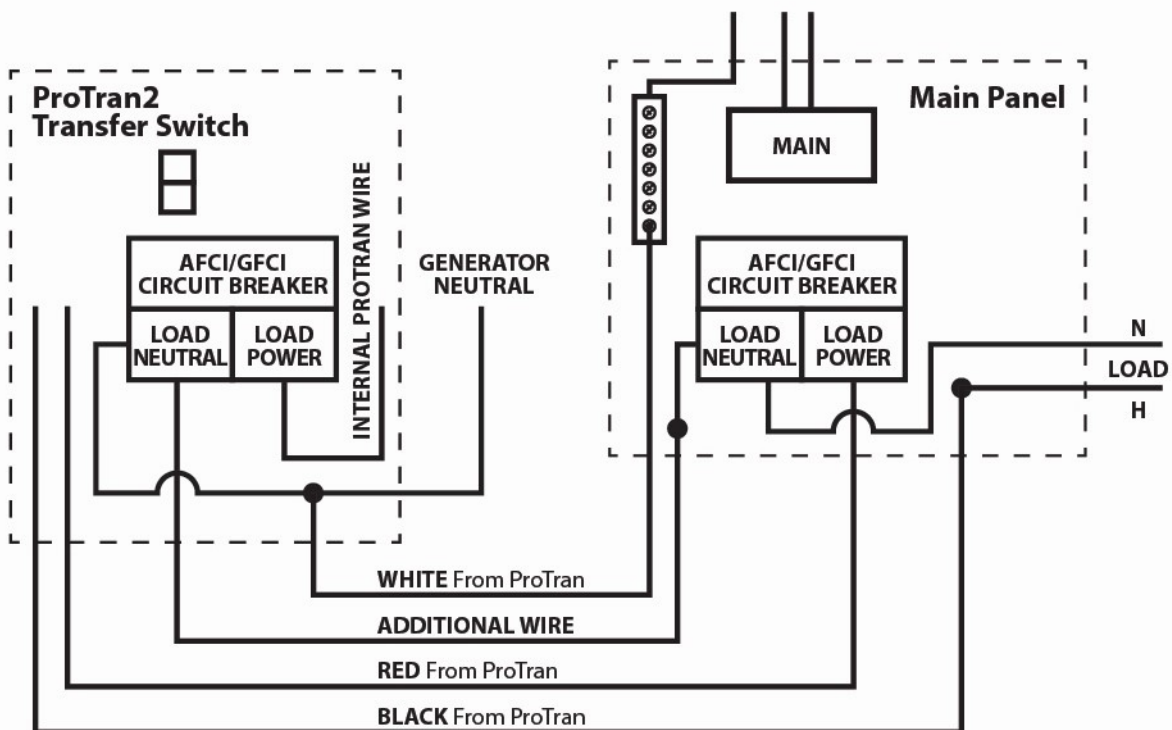 ProTran2
Transfer Switch
AFCI/GFCI
CIRCUIT BREAKER
LOAD
NEUTRAL
LOAD
POWER
INTERNAL PROTRAN WIRE
GENERATOR
NEUTRAL
Main Panel
MAIN
AFCI/GFCI
CIRCUIT BREAKER
LOAD
NEUTRAL
LOAD
POWER
N
LOAD
H
WHITE From ProTran
ADDITIONAL WIRE
RED From ProTran
BLACK From ProTran